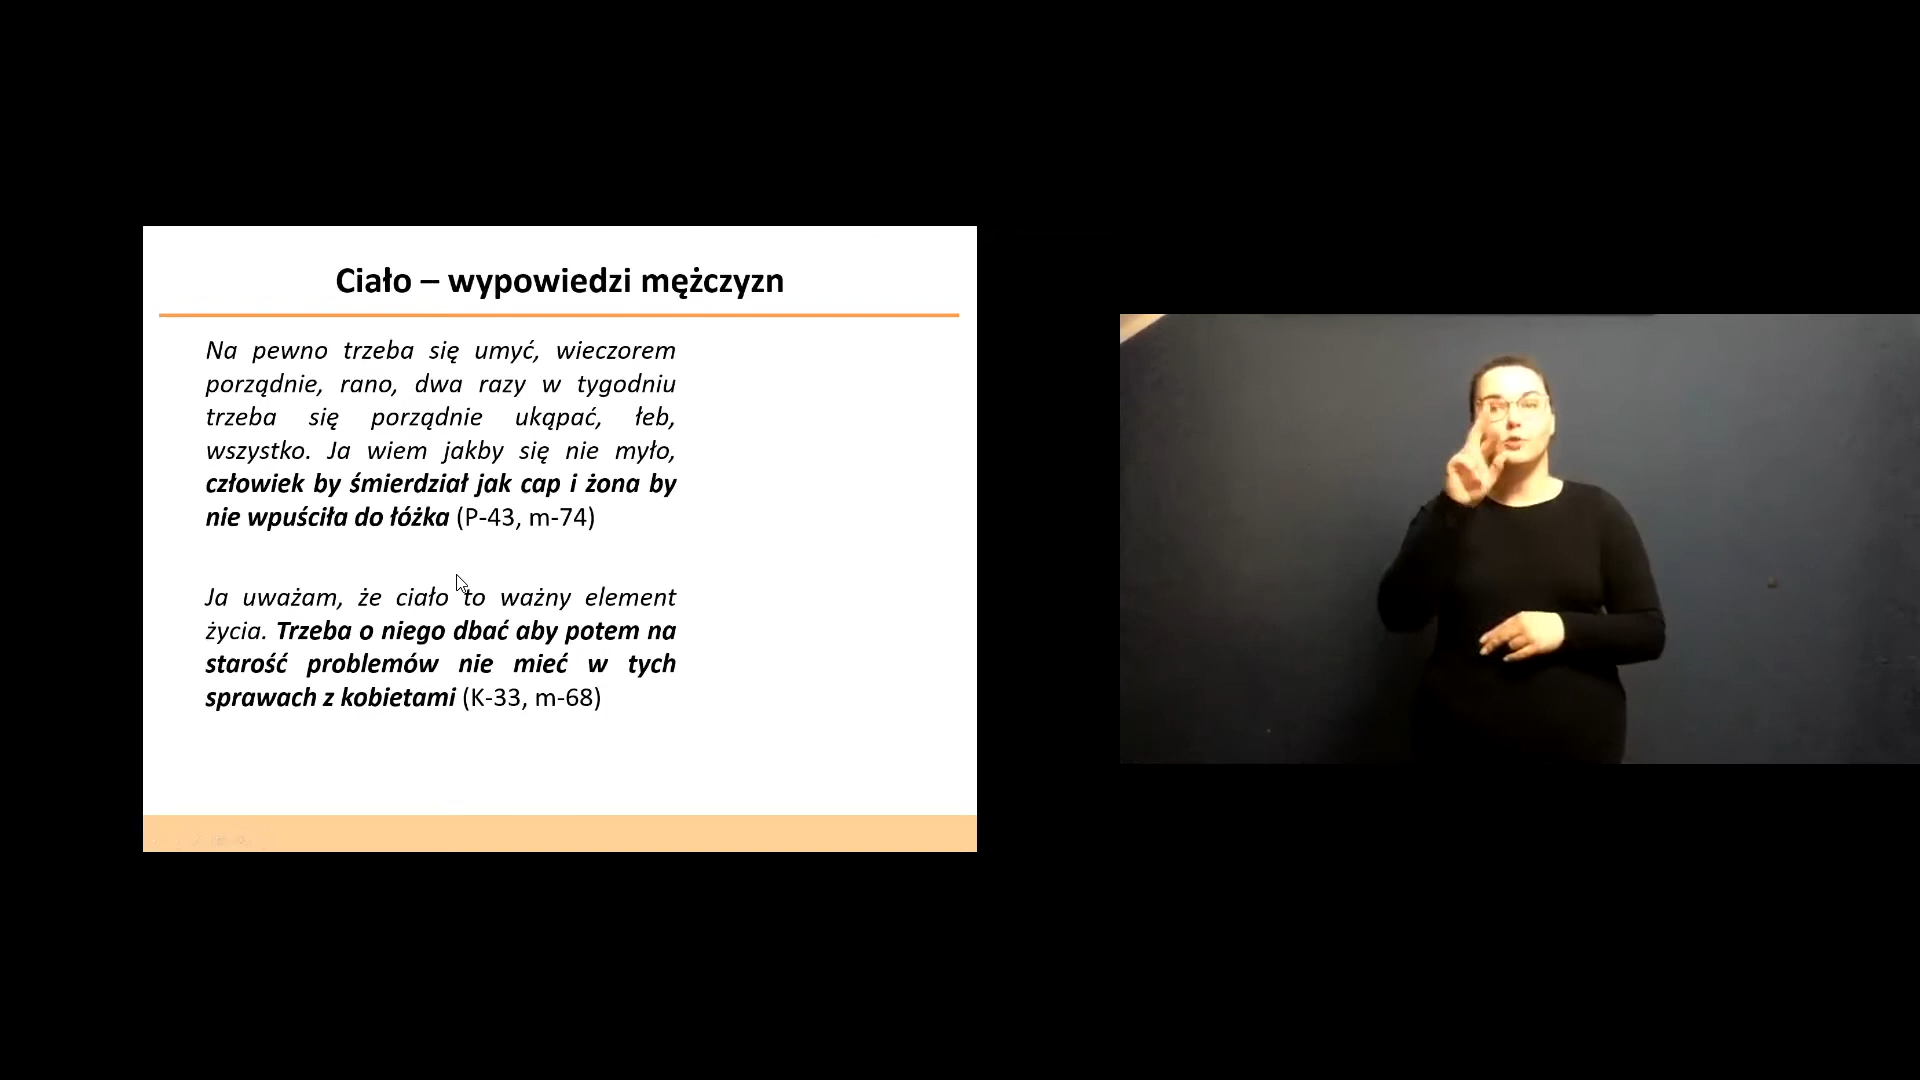 Ciało – wypowiedzi mężczyzn
Na pewno trzeba się umyć, wieczorem
porządnie, rano, dwa razy w tygodniu
trzeba się porządnie ukąpać, łeb,
wszystko. Ja wiem jakby się nie myło,
człowiek by śmierdział jak cap i żona by
nie wpuściła do łóżka (P-43, m-74)
Ja uważam, że ciało to ważny element
życia. Trzeba o niego dbać aby potem na
starość problemów nie mieć w tych
sprawach z kobietami (K-33, m-68)